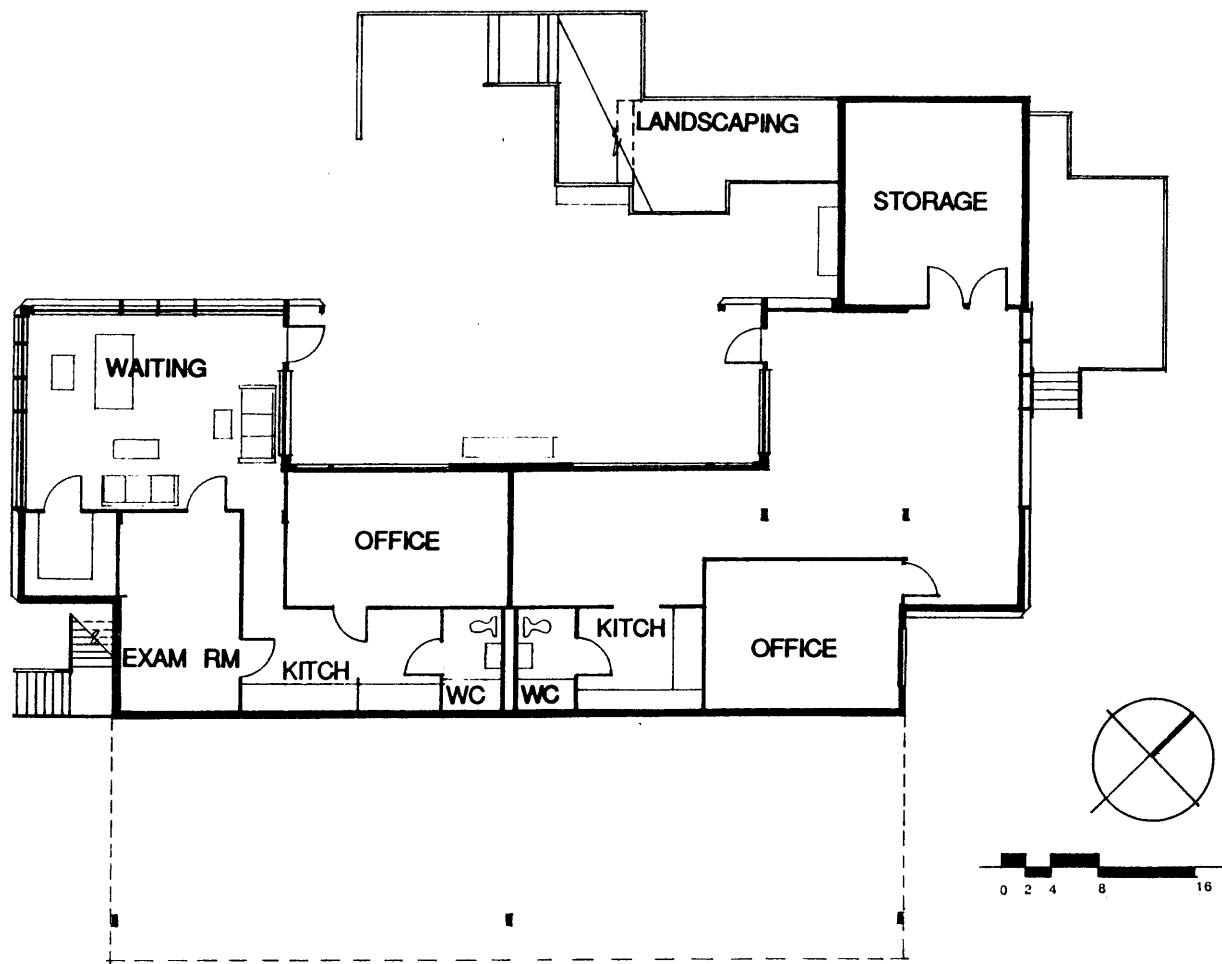 LANDSCAPING
STORAGE
WAITING
OFFICE
EXAM RM
KITCH
WC
WC
KITCH
OFFICE
0 2 4 8 16